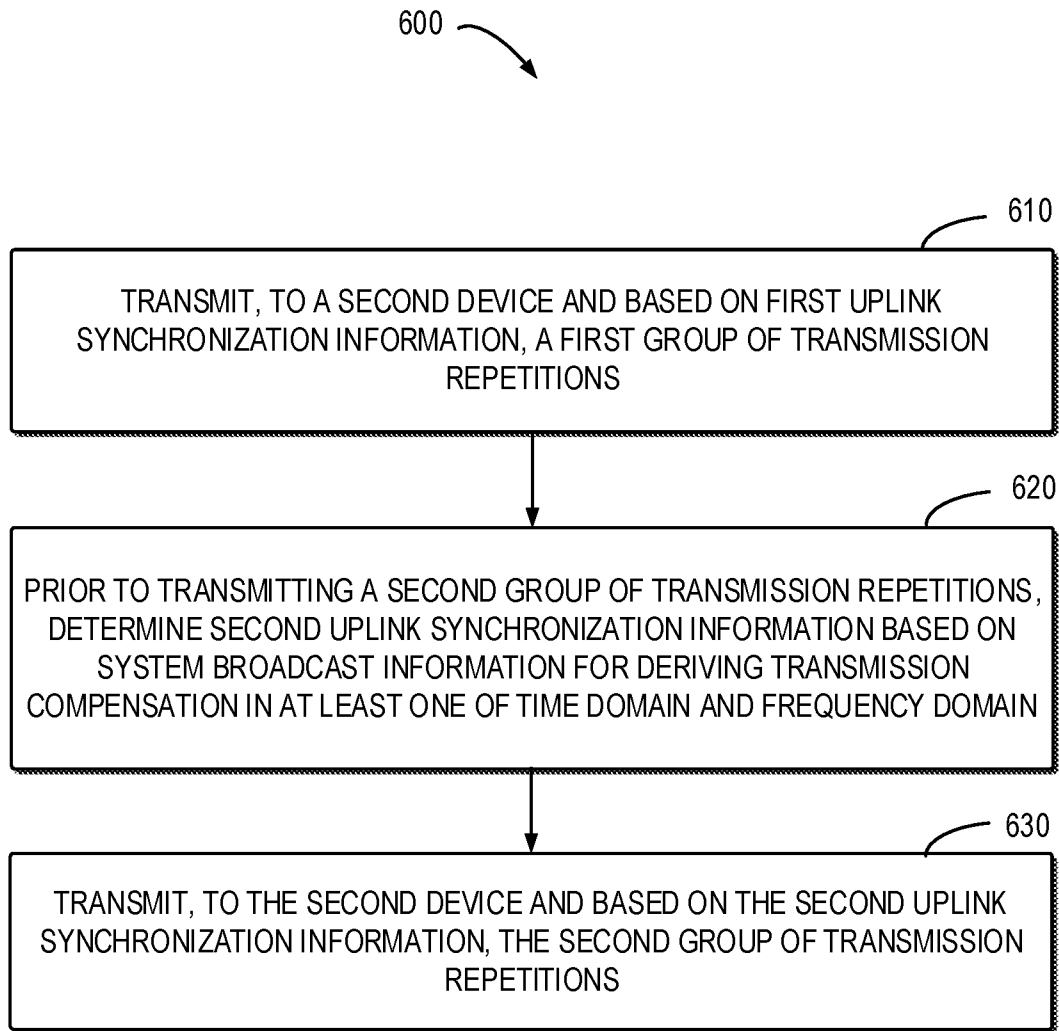 600
610
TRANSMIT, TO A SECOND DEVICE AND BASED ON FIRST UPLINK
SYNCHRONIZATION INFORMATION, A FIRST GROUP OF TRANSMISSION
REPETITIONS
620
PRIOR TO TRANSMITTING A SECOND GROUP OF TRANSMISSION REPETITIONS,
DETERMINE SECOND UPLINK SYNCHRONIZATION INFORMATION BASED ON
SYSTEM BROADCAST INFORMATION FOR DERIVING TRANSMISSION
COMPENSATION IN AT LEAST ONE OF TIME DOMAIN AND FREQUENCY DOMAIN
630
TRANSMIT, TO THE SECOND DEVICE AND BASED ON THE SECOND UPLINK
SYNCHRONIZATION INFORMATION, THE SECOND GROUP OF TRANSMISSION
REPETITIONS